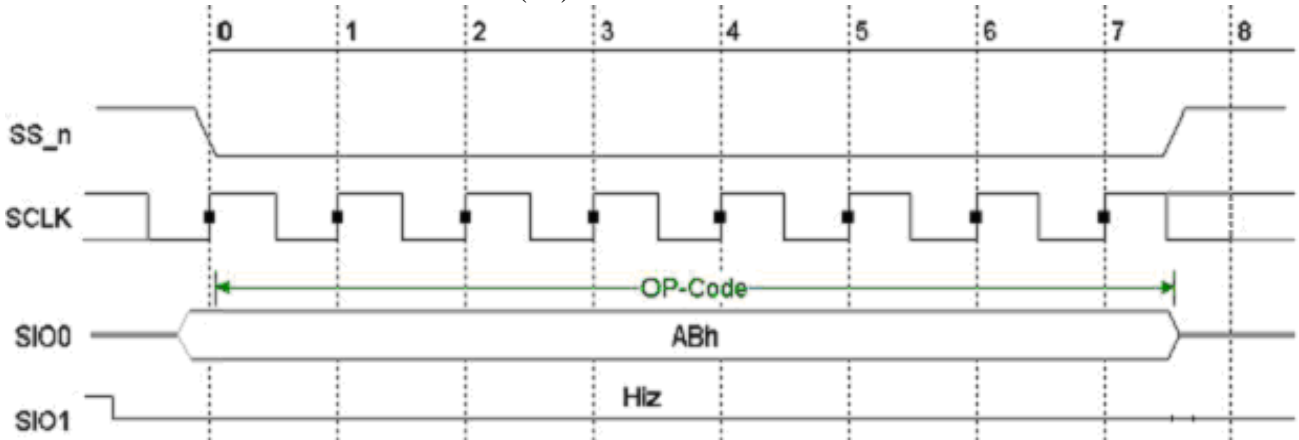 0 1 2 3 4 5 6 7 8
SS_n
SCLK
OP-Code
SIO0 ABh
Hiz
SIO1